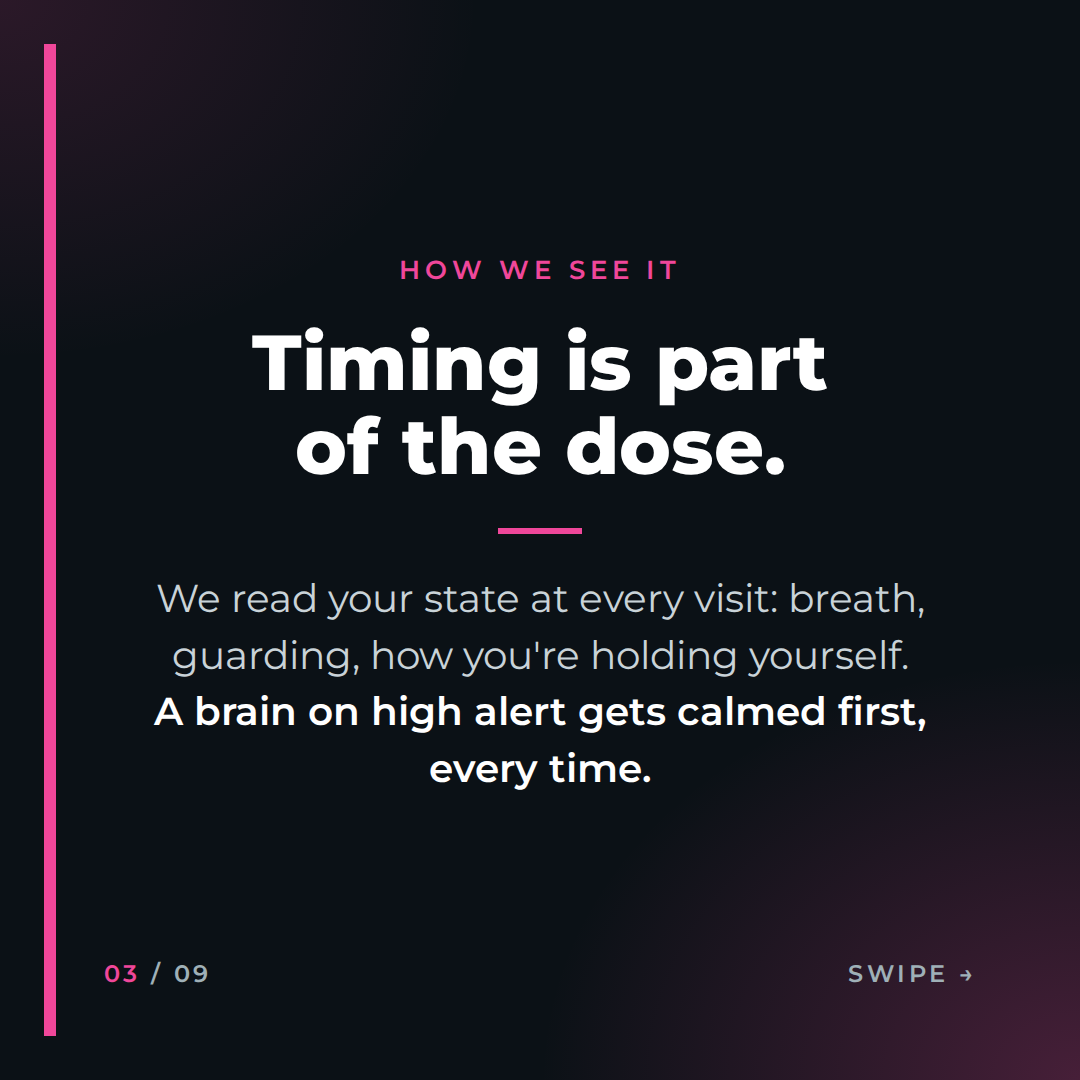 HOW WE SEE IT
Timing is part
of the dose.
We read your state at every visit: breath,
guarding, how you're holding yourself.
A brain on high alert gets calmed first,
every time.
03 / 09
SWIPE →